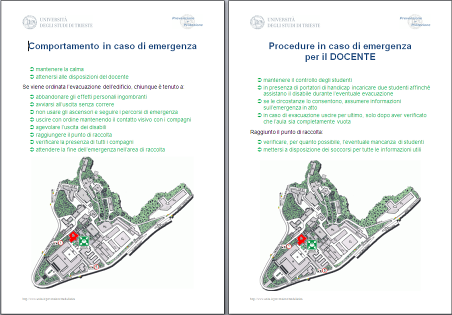 UNIVERSITÀ
DEGLI STUDI DI TRIESTE
Prevenzione
e Protezione
Comportamento in caso di emergenza
mantenere la calma
attenersi alle disposizioni del docente
Se viene ordinata l'evacuazione dell'edificio, chiunque è tenuto a:
abbandonare gli effetti personali ingombranti
avviarsi all'uscita senza correre
non usare gli ascensori e seguire i percorsi di emergenza
uscire con ordine mantenendo il contatto visivo con i compagni
agevolare l'uscita dei disabili
raggiungere il punto di raccolta
verificare la presenza di tutti i compagni
attendere la fine dell'emergenza nell'area di raccolta
UNIVERSITÀ
DEGLI STUDI DI TRIESTE
Prevenzione
e Protezione
Procedure in caso di emergenza
per il DOCENTE
mantenere il controllo degli studenti
in presenza di portatori di handicap incaricare due studenti affinché
assistano il disabile durante l'eventuale evacuazione
se le circostanze lo consentono, assumere informazioni
sull'emergenza in atto
in caso di evacuazione uscire per ultimo, solo dopo aver verificato
che l'aula sia completamente vuota
Raggiunto il punto di raccolta:
verificare, per quanto possibile, l'eventuale mancanza di studenti
mettersi a disposizione dei soccorsi per tutte le informazioni utili